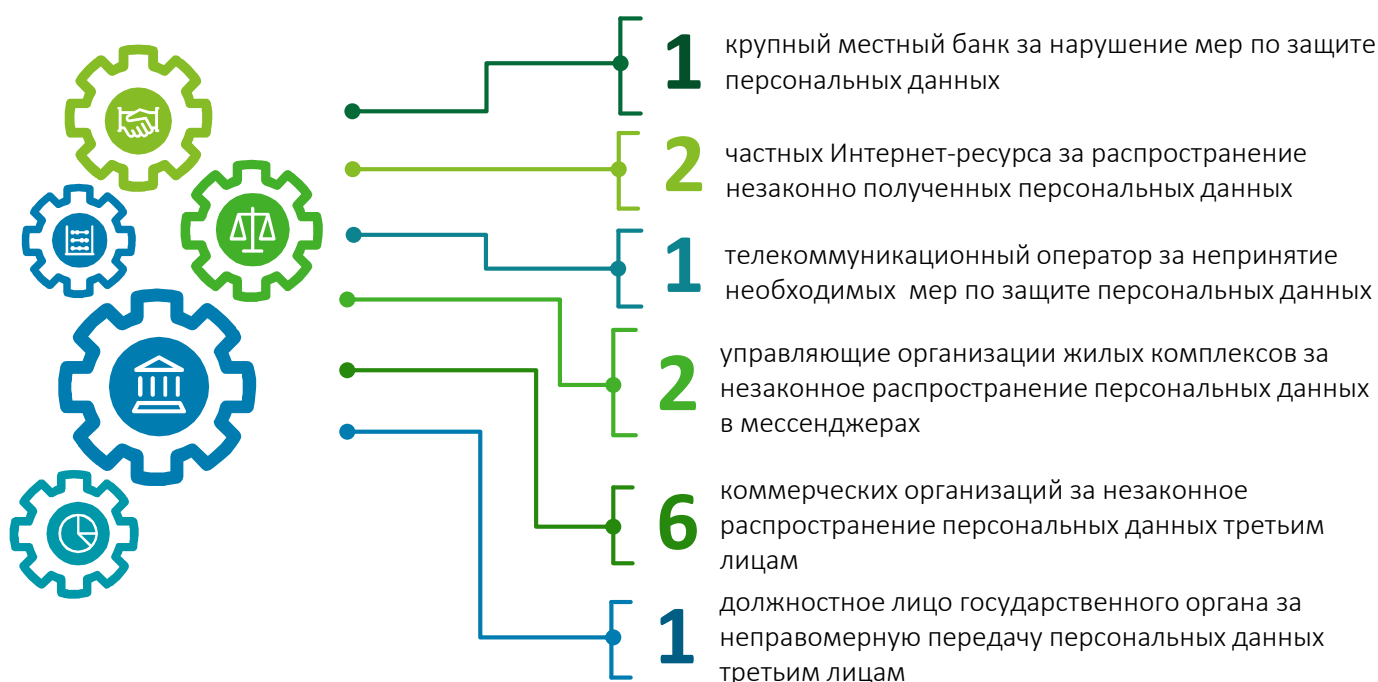 1
крупный местный банк за нарушение мер по защите
персональных данных
2
частных Интернет-ресурса за распространение
незаконно полученных персональных данных
1
телекоммуникационный оператор за непринятие
необходимых мер по защите персональных данных
2
управляющие организации жилых комплексов за
незаконное распространение персональных данных
в мессенджерах
6
коммерческих организаций за незаконное
распространение персональных данных третьим
лицам
1
должностное лицо государственного органа за
неправомерную передачу персональных данных
третьим лицам